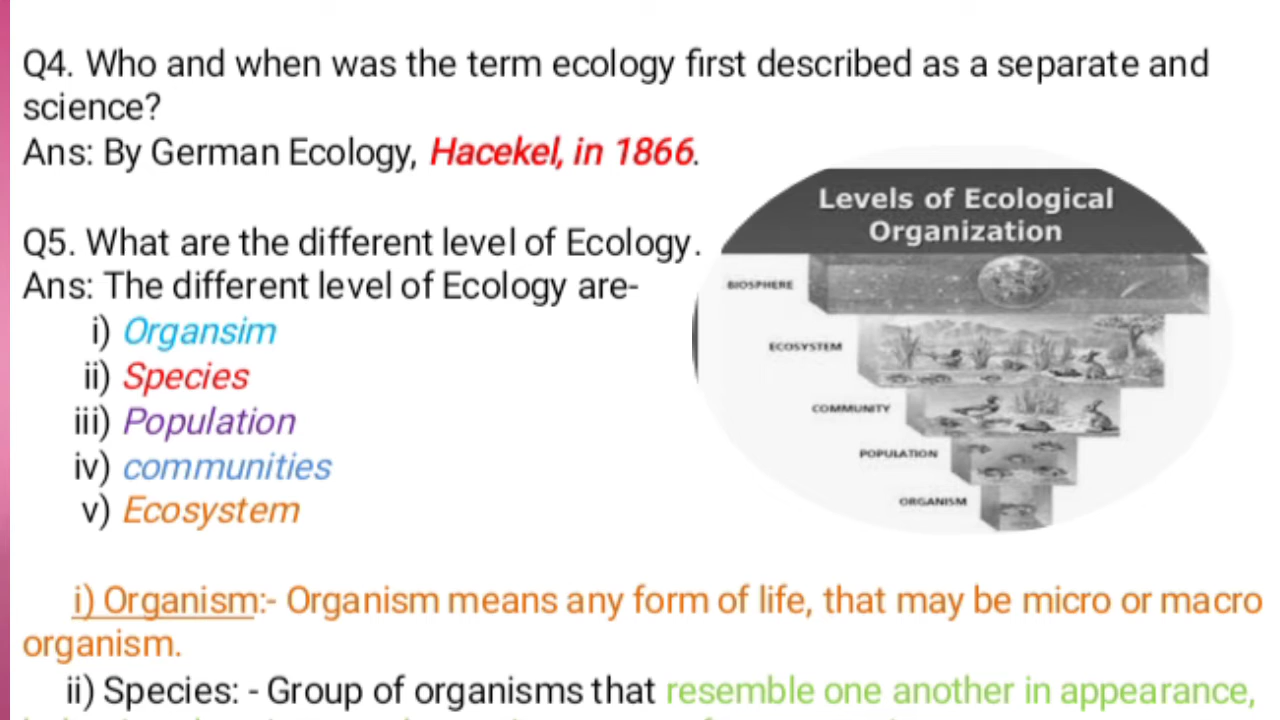 Q4. Who and when was the term ecology first described as a separate and
science?
Ans: By German Ecology, Hacekel, in 1866.
Q5. What are the different level of Ecology.
Ans: The different level of Ecology are-
i) Organsim
ii) Species
iii) Population
iv) communities
v) Ecosystem
Levels of Ecological
Organization
BIOSPHERE
ECOSYSTEM
COMMUNITY
POPULATION
ORGANISM
i) Organism:- Organism means any form of life, that may be micro or macro
organism.
ii) Species: - Group of organisms that resemble one another in appearance,